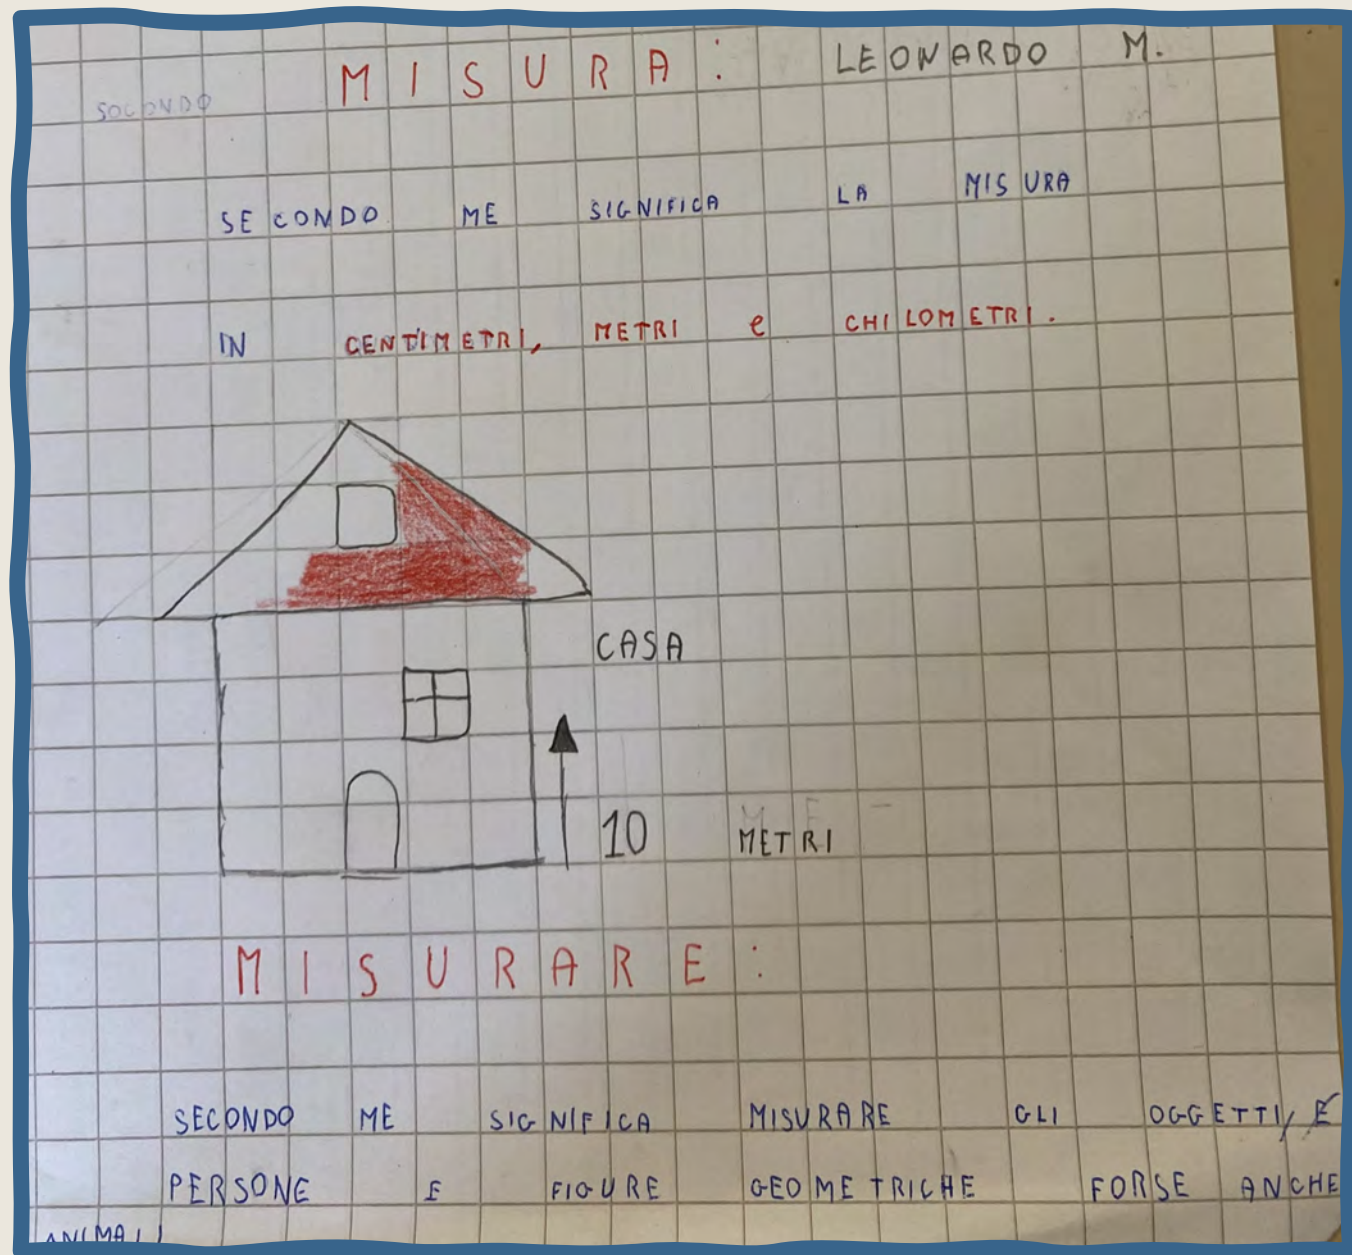 MISURA: LEONARDO M.
SOCONDO
SECONDO ME SIGNIFICA LA MISURA
IN CENTIMETRI, METRI e CHILOMETRI.
CASA
10 METRI
MISURARE:
SECONDO ME SIGNIFICA MISURARE GLI OGGETTI, E
PERSONE E FIGURE GEOMETRICHE FORSE ANCHE
ANIMALI